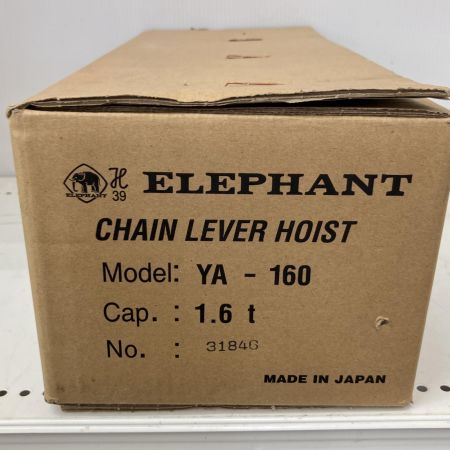 ELEPHANT H 39 ELEPHANT
CHAIN LEVER HOIST
Model: YA - 160
Cap. : 1.6 t
No. : 31846
MADE IN JAPAN